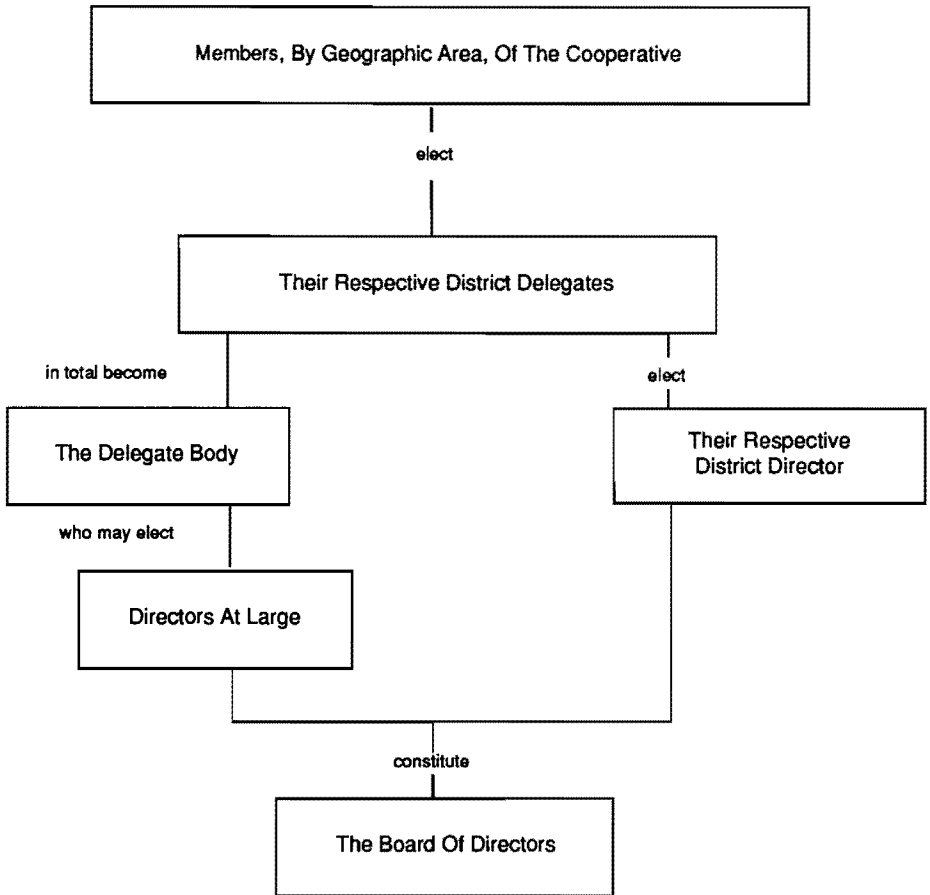 Members, By Geographic Area, Of The Cooperative
elect
Their Respective District Delegates
in total become
elect
The Delegate Body
Their Respective
District Director
who may elect
Directors At Large
constitute
The Board Of Directors